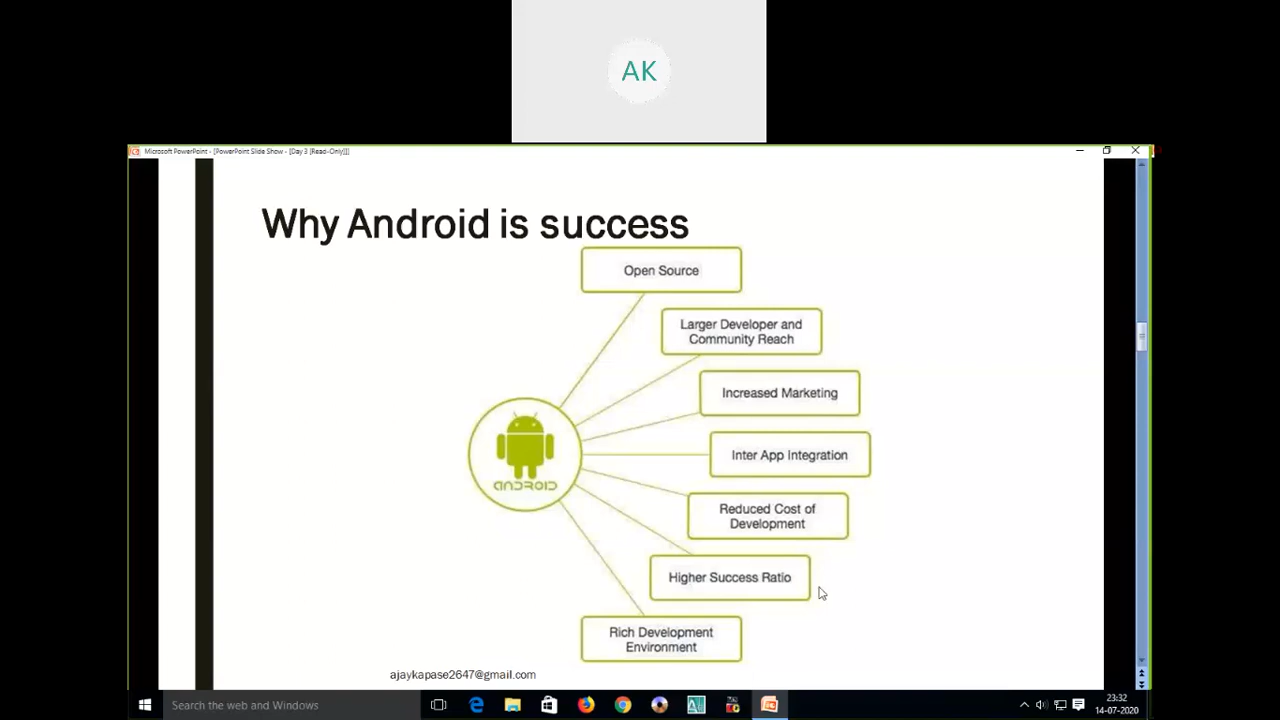 AK
Microsoft PowerPoint - [PowerPoint Slide Show - [Day 3 [Read-Only]]]
Why Android is success
Open Source
Larger Developer and
Community Reach
Increased Marketing
Inter App Integration
ANDROID
Reduced Cost of
Development
Higher Success Ratio
Rich Development
Environment
ajaykapase2647@gmail.com
Search the web and Windows
23:32
14-07-2020